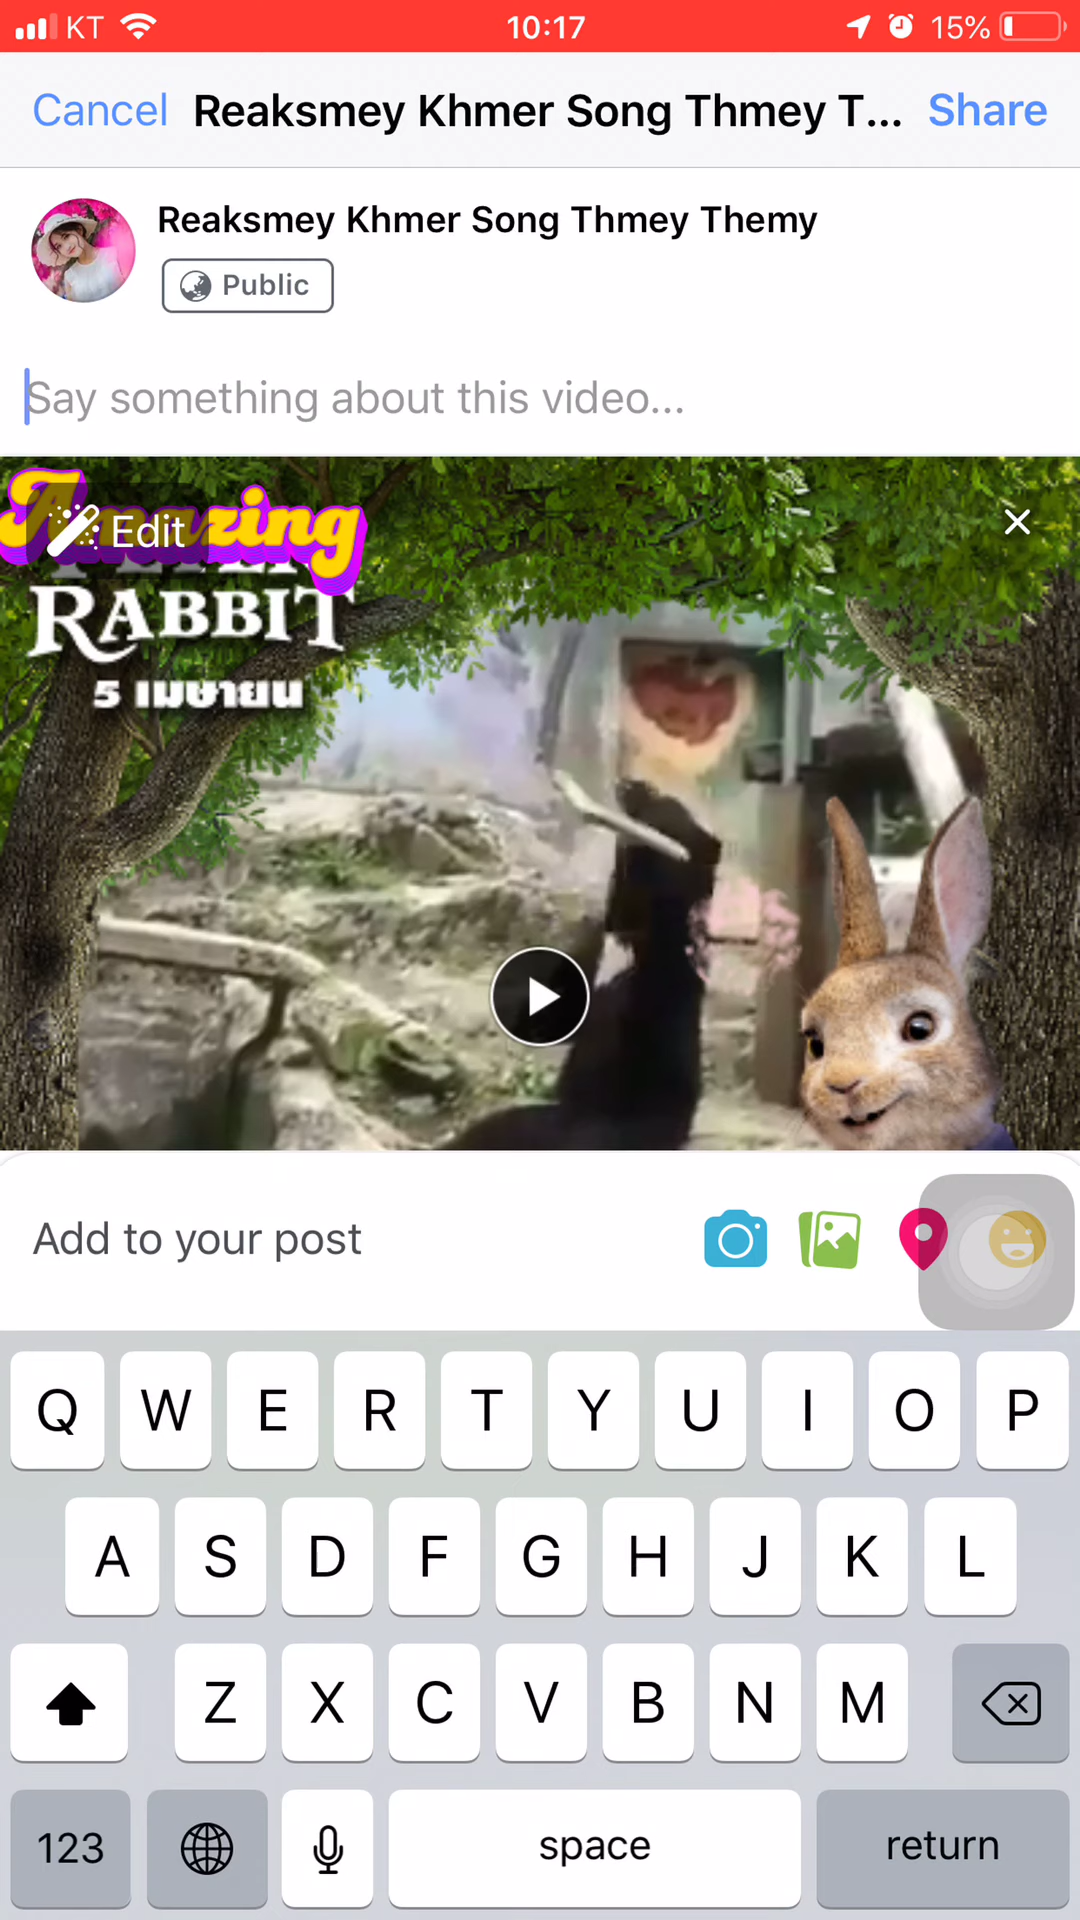 KT 10:17 15%
Cancel Reaksmey Khmer Song Thmey T... Share
Reaksmey Khmer Song Thmey Themy
Public
Say something about this video...
Amazing
Edit
RABBIT
5 เมษายน
Add to your post
Q W E R T Y U I O P
A S D F G H J K L
Z X C V B N M
123 space return